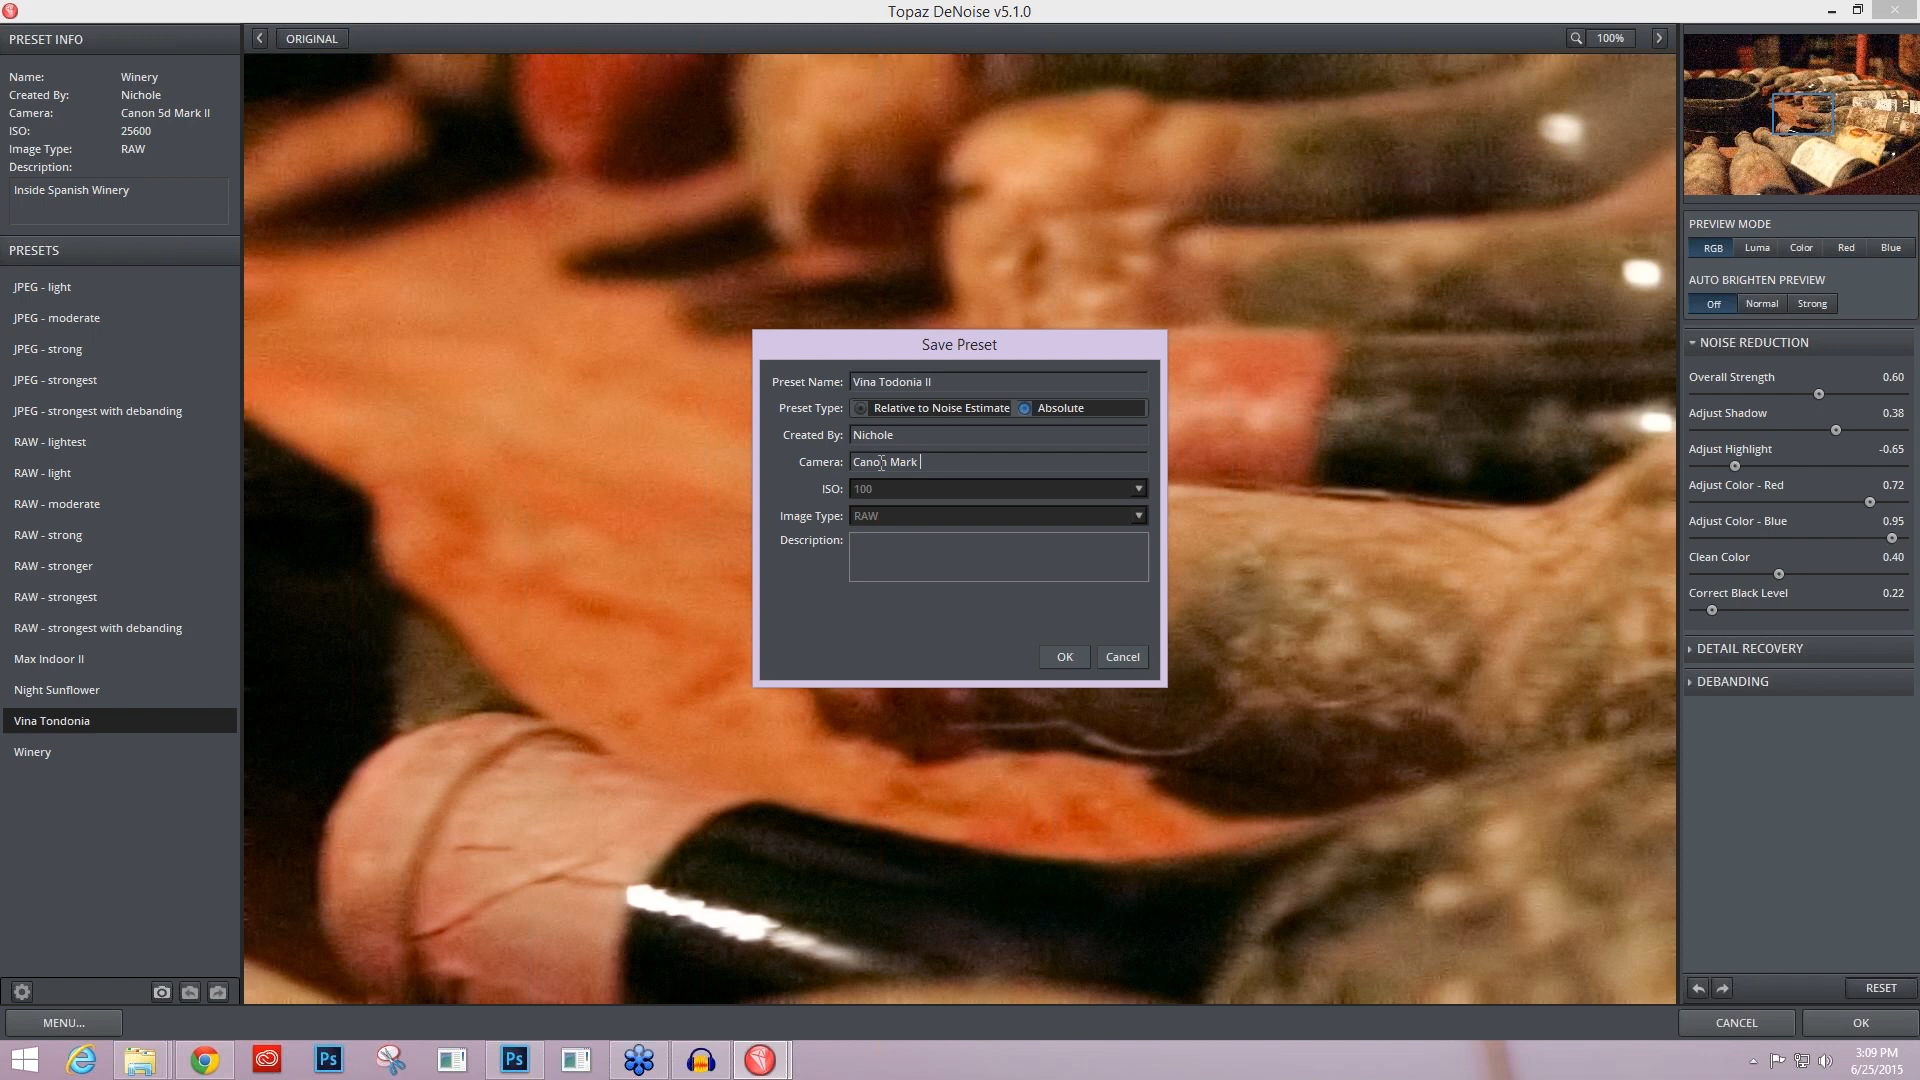 Topaz DeNoise v5.1.0
PRESET INFO
Name: Winery
Created By: Nichole
Camera: Canon 5d Mark II
ISO: 25600
Image Type: RAW
Description:
Inside Spanish Winery
PRESETS
JPEG - light
JPEG - moderate
JPEG - strong
JPEG - strongest
JPEG - strongest with debanding
RAW - lightest
RAW - light
RAW - moderate
RAW - strong
RAW - stronger
RAW - strongest
RAW - strongest with debanding
Max Indoor II
Night Sunflower
Vina Tondonia
Winery
MENU...
ORIGINAL
100%
Save Preset
Preset Name: Vina Todonia II
Preset Type: Relative to Noise Estimate Absolute
Created By: Nichole
Camera: Canon Mark
ISO: 100
Image Type: RAW
Description:
OK Cancel
PREVIEW MODE
RGB Luma Color Red Blue
AUTO BRIGHTEN PREVIEW
Off Normal Strong
NOISE REDUCTION
Overall Strength 0.60
Adjust Shadow 0.38
Adjust Highlight -0.65
Adjust Color - Red 0.72
Adjust Color - Blue 0.95
Clean Color 0.40
Correct Black Level 0.22
DETAIL RECOVERY
DEBANDING
RESET
CANCEL OK
Ps
Ps
3:09 PM
6/25/2015